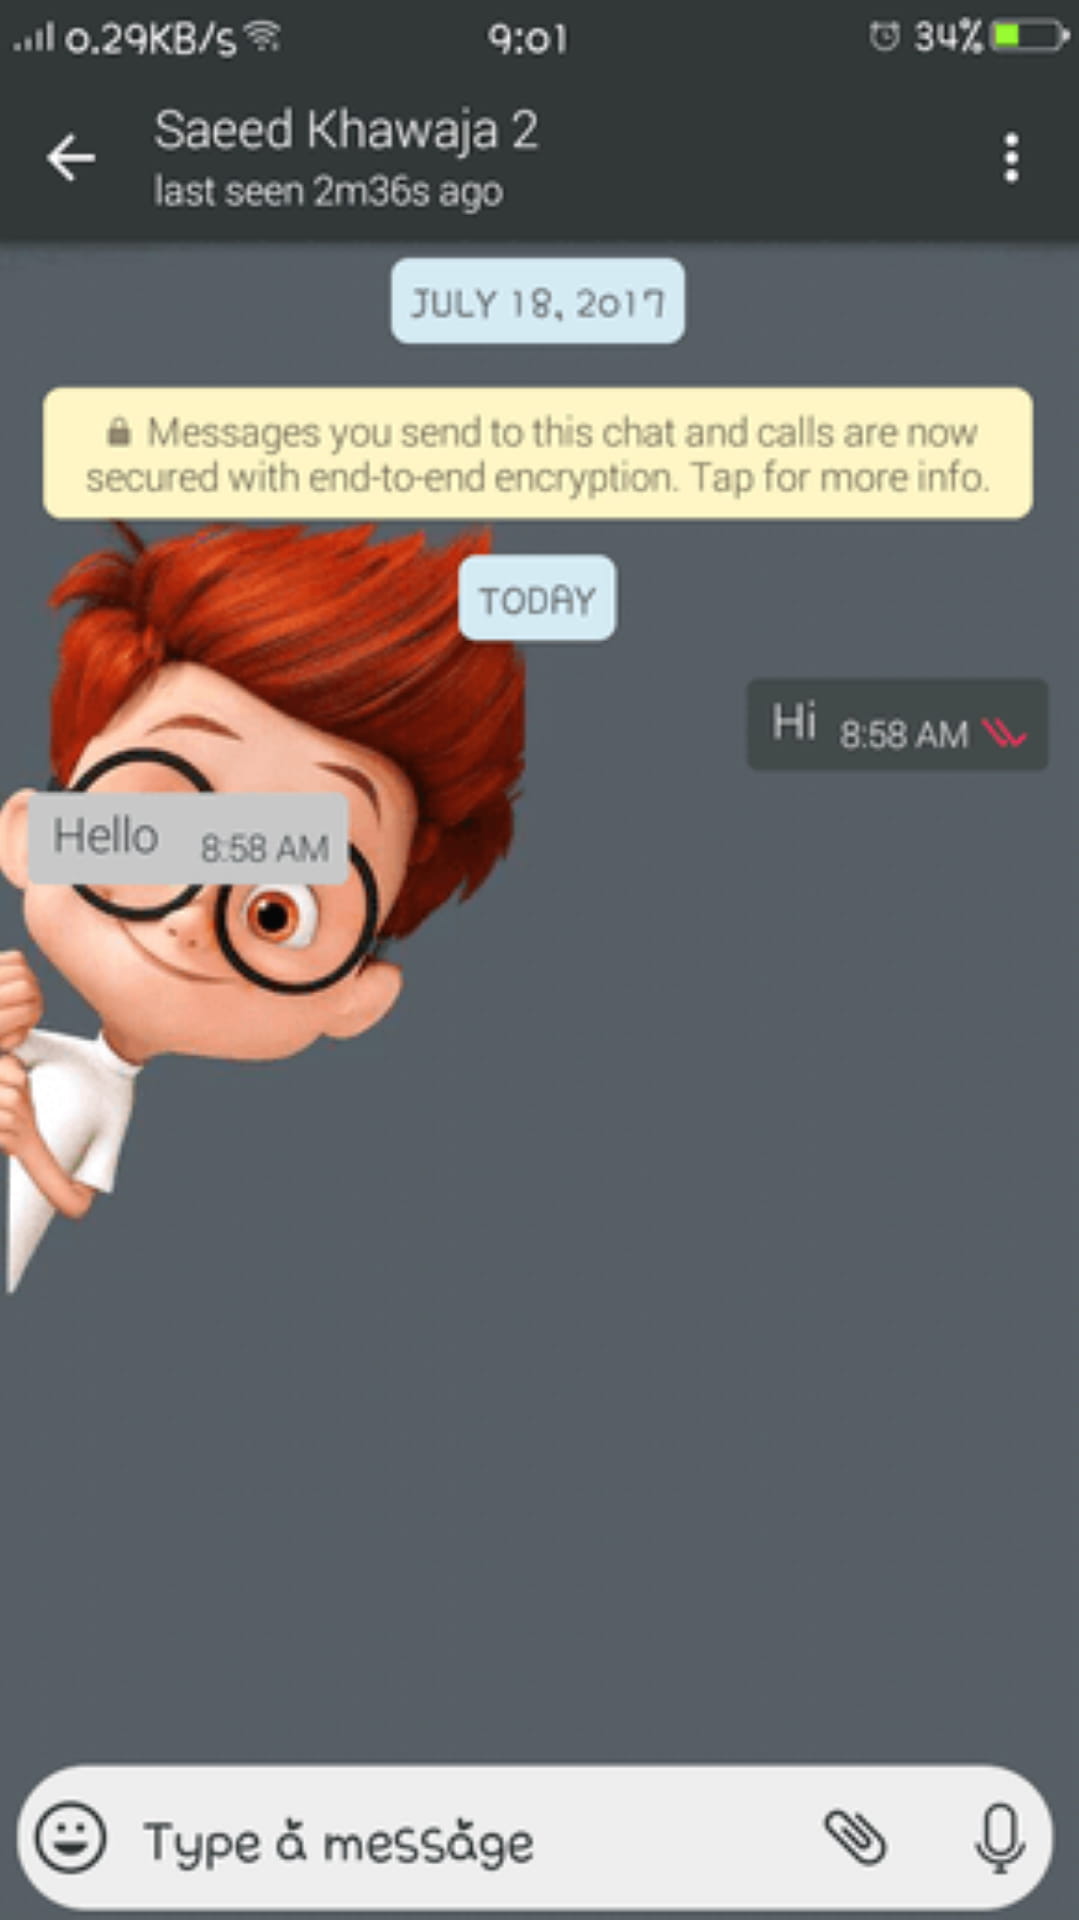 0.29KB/s 9:01 34%
Saeed Khawaja 2
last seen 2m36s ago
JULY 18, 2017
Messages you send to this chat and calls are now
secured with end-to-end encryption. Tap for more info.
TODAY
Hi 8:58 AM
Hello 8:58 AM
Type a message